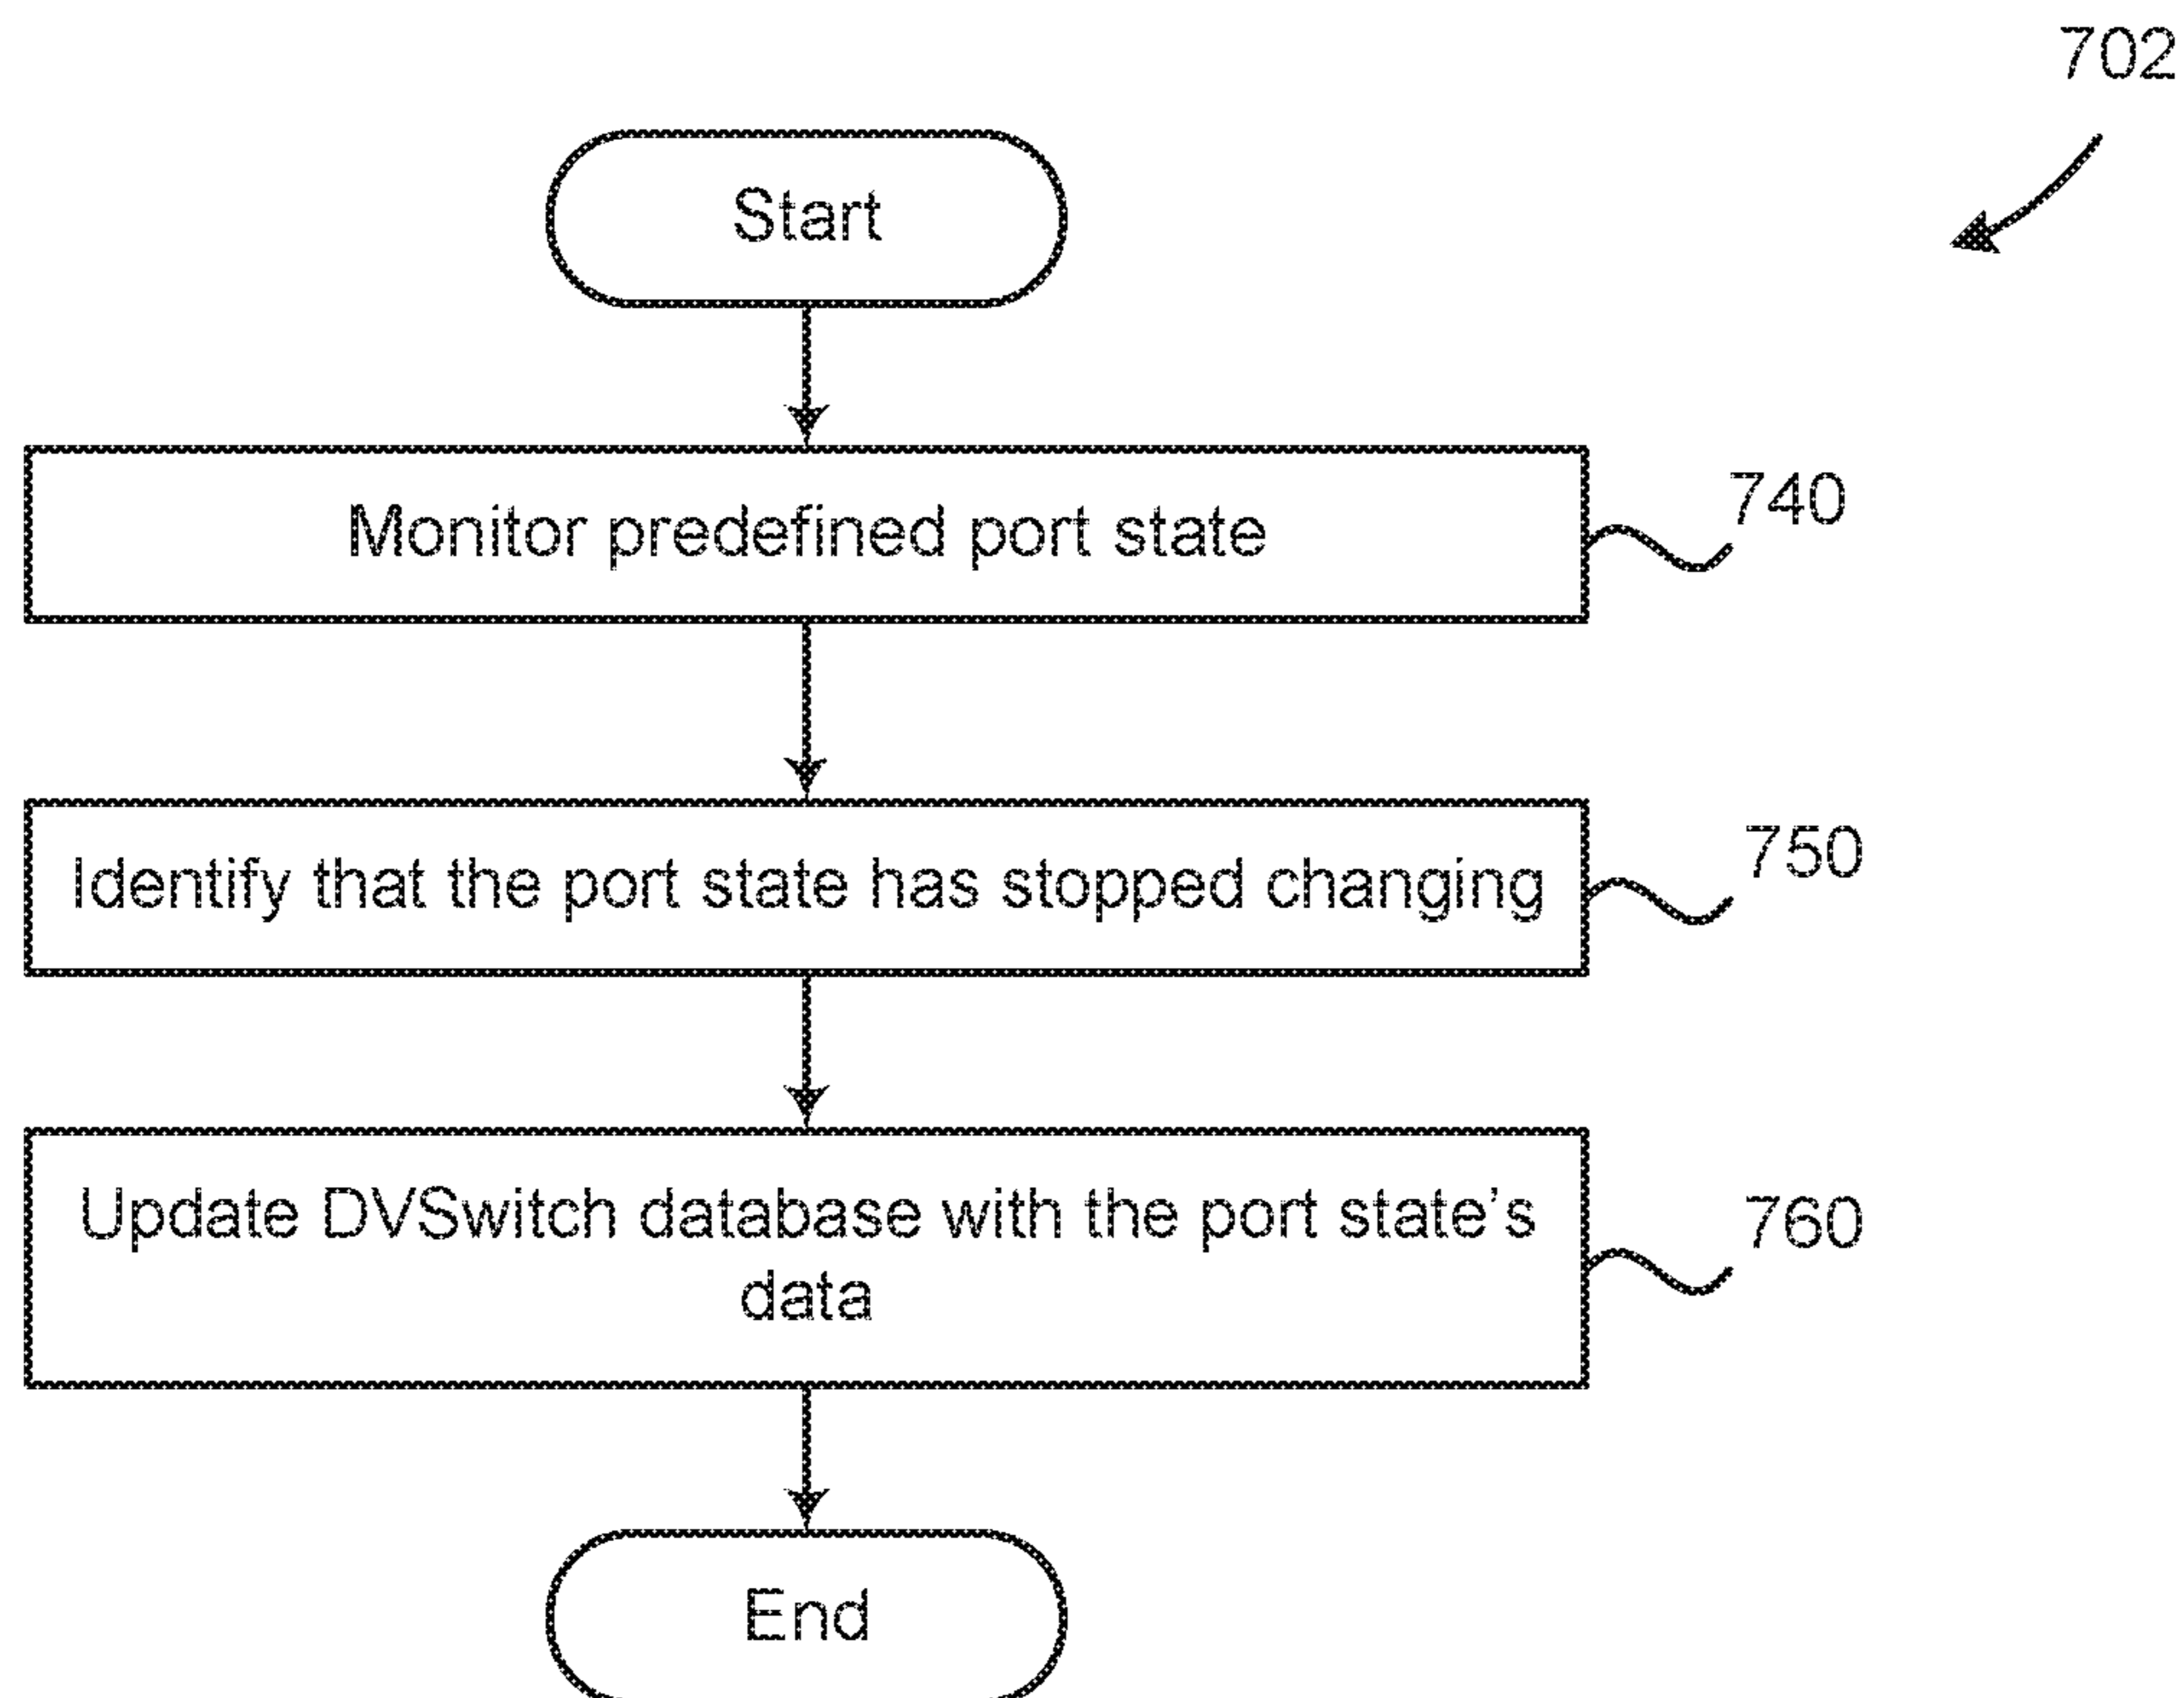 702
Start
Monitor predefined port state
740
Identify that the port state has stopped changing
750
Update DVSwitch database with the port state's
data
760
End